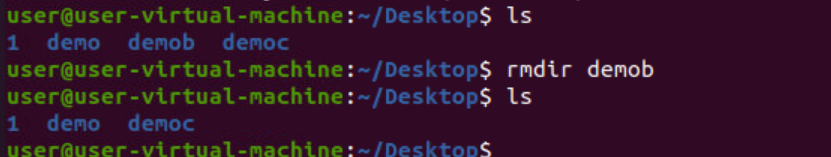 user@user-virtual-machine:~/Desktop$ ls
1 demo demob democ
user@user-virtual-machine:~/Desktop$ rmdir demob
user@user-virtual-machine:~/Desktop$ ls
1 demo democ
user@user-virtual-machine:~/Desktop$